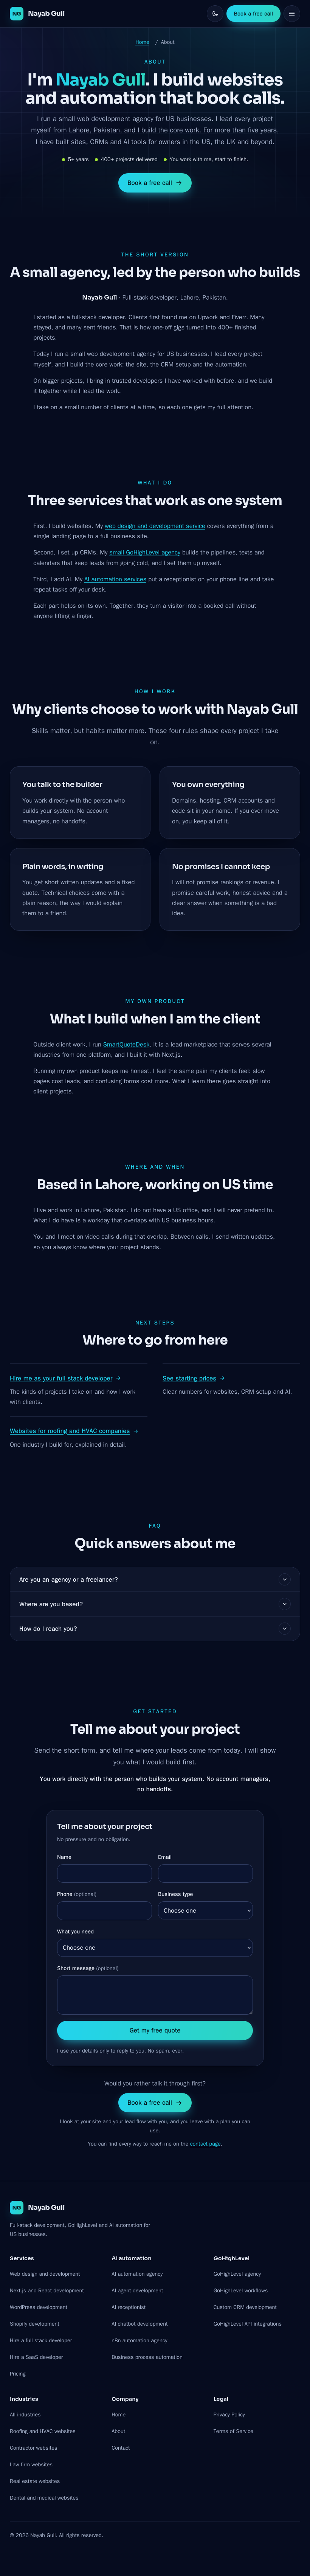 NG Nayab Gull Book a free call
Home / About
ABOUT
I'm Nayab Gull. I build websites
and automation that book calls.
I run a small web development agency for US businesses. I lead every project
myself from Lahore, Pakistan, and I build the core work. For more than five years,
I have built sites, CRMs and AI tools for owners in the US, the UK and beyond.
5+ years 400+ projects delivered You work with me, start to finish.
Book a free call →
THE SHORT VERSION
A small agency, led by the person who builds
Nayab Gull · Full-stack developer, Lahore, Pakistan.
I started as a full-stack developer. Clients first found me on Upwork and Fiverr. Many
stayed, and many sent friends. That is how one-off gigs turned into 400+ finished
projects.
Today I run a small web development agency for US businesses. I lead every project
myself, and I build the core work: the site, the CRM setup and the automation.
On bigger projects, I bring in trusted developers I have worked with before, and we build
it together while I lead the work.
I take on a small number of clients at a time, so each one gets my full attention.
WHAT I DO
Three services that work as one system
First, I build websites. My web design and development service covers everything from a
single landing page to a full business site.
Second, I set up CRMs. My small GoHighLevel agency builds the pipelines, texts and
calendars that keep leads from going cold, and I set them up myself.
Third, I add AI. My AI automation services put a receptionist on your phone line and take
repeat tasks off your desk.
Each part helps on its own. Together, they turn a visitor into a booked call without
anyone lifting a finger.
HOW I WORK
Why clients choose to work with Nayab Gull
Skills matter, but habits matter more. These four rules shape every project I take
on.
You talk to the builder
You work directly with the person who
builds your system. No account
managers, no handoffs.
You own everything
Domains, hosting, CRM accounts and
code sit in your name. If you ever move
on, you keep all of it.
Plain words, in writing
You get short written updates and a fixed
quote. Technical choices come with a
plain reason, the way I would explain
them to a friend.
No promises I cannot keep
I will not promise rankings or revenue. I
promise careful work, honest advice and a
clear answer when something is a bad
idea.
MY OWN PRODUCT
What I build when I am the client
Outside client work, I run SmartQuoteDesk. It is a lead marketplace that serves several
industries from one platform, and I built it with Next.js.
Running my own product keeps me honest. I feel the same pain my clients feel: slow
pages cost leads, and confusing forms cost more. What I learn there goes straight into
client projects.
WHERE AND WHEN
Based in Lahore, working on US time
I live and work in Lahore, Pakistan. I do not have a US office, and I will never pretend to.
What I do have is a workday that overlaps with US business hours.
You and I meet on video calls during that overlap. Between calls, I send written updates,
so you always know where your project stands.
NEXT STEPS
Where to go from here
Hire me as your full stack developer →
The kinds of projects I take on and how I work
with clients.
See starting prices →
Clear numbers for websites, CRM setup and AI.
Websites for roofing and HVAC companies →
One industry I build for, explained in detail.
FAQ
Quick answers about me
Are you an agency or a freelancer?
Where are you based?
How do I reach you?
GET STARTED
Tell me about your project
Send the short form, and tell me where your leads come from today. I will show
you what I would build first.
You work directly with the person who builds your system. No account managers,
no handoffs.
Tell me about your project
No pressure and no obligation.
Name Email
Phone (optional) Business type
Choose one
What you need
Choose one
Short message (optional)
Get my free quote
I use your details only to reply to you. No spam, ever.
Would you rather talk it through first?
Book a free call →
I look at your site and your lead flow with you, and you leave with a plan you can
use.
You can find every way to reach me on the contact page.
NG Nayab Gull
Full-stack development, GoHighLevel and AI automation for
US businesses.
Services
Web design and development
Next.js and React development
WordPress development
Shopify development
Hire a full stack developer
Hire a SaaS developer
Pricing
AI automation
AI automation agency
AI agent development
AI receptionist
AI chatbot development
n8n automation agency
Business process automation
GoHighLevel
GoHighLevel agency
GoHighLevel workflows
Custom CRM development
GoHighLevel API integrations
Industries
All industries
Roofing and HVAC websites
Contractor websites
Law firm websites
Real estate websites
Dental and medical websites
Company
Home
About
Contact
Legal
Privacy Policy
Terms of Service
© 2026 Nayab Gull. All rights reserved.